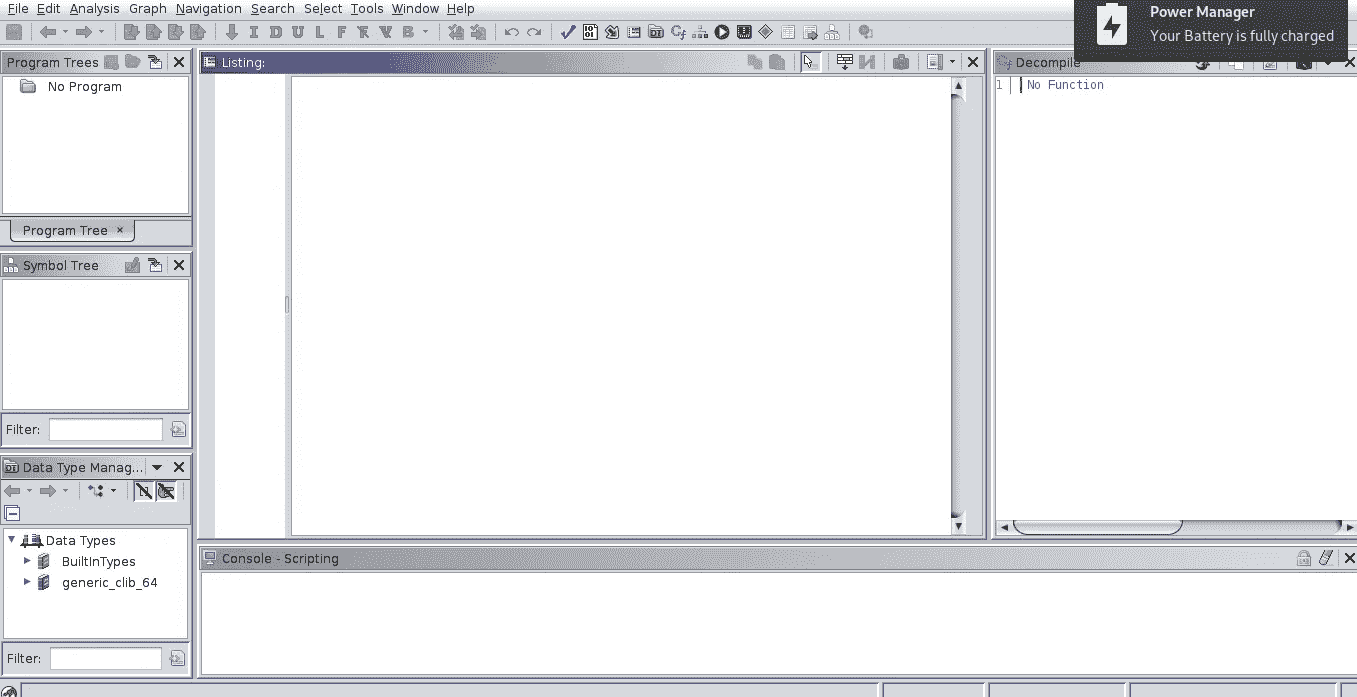 File Edit Analysis Graph Navigation Search Select Tools Window Help
Power Manager
Your Battery is fully charged
I D U L F R V B
Program Trees
Listing:
Decompile
No Program
1 No Function
Program Tree ×
Symbol Tree
Filter:
Data Type Manag...
Data Types
BuiltInTypes
generic_clib_64
Filter:
Console - Scripting